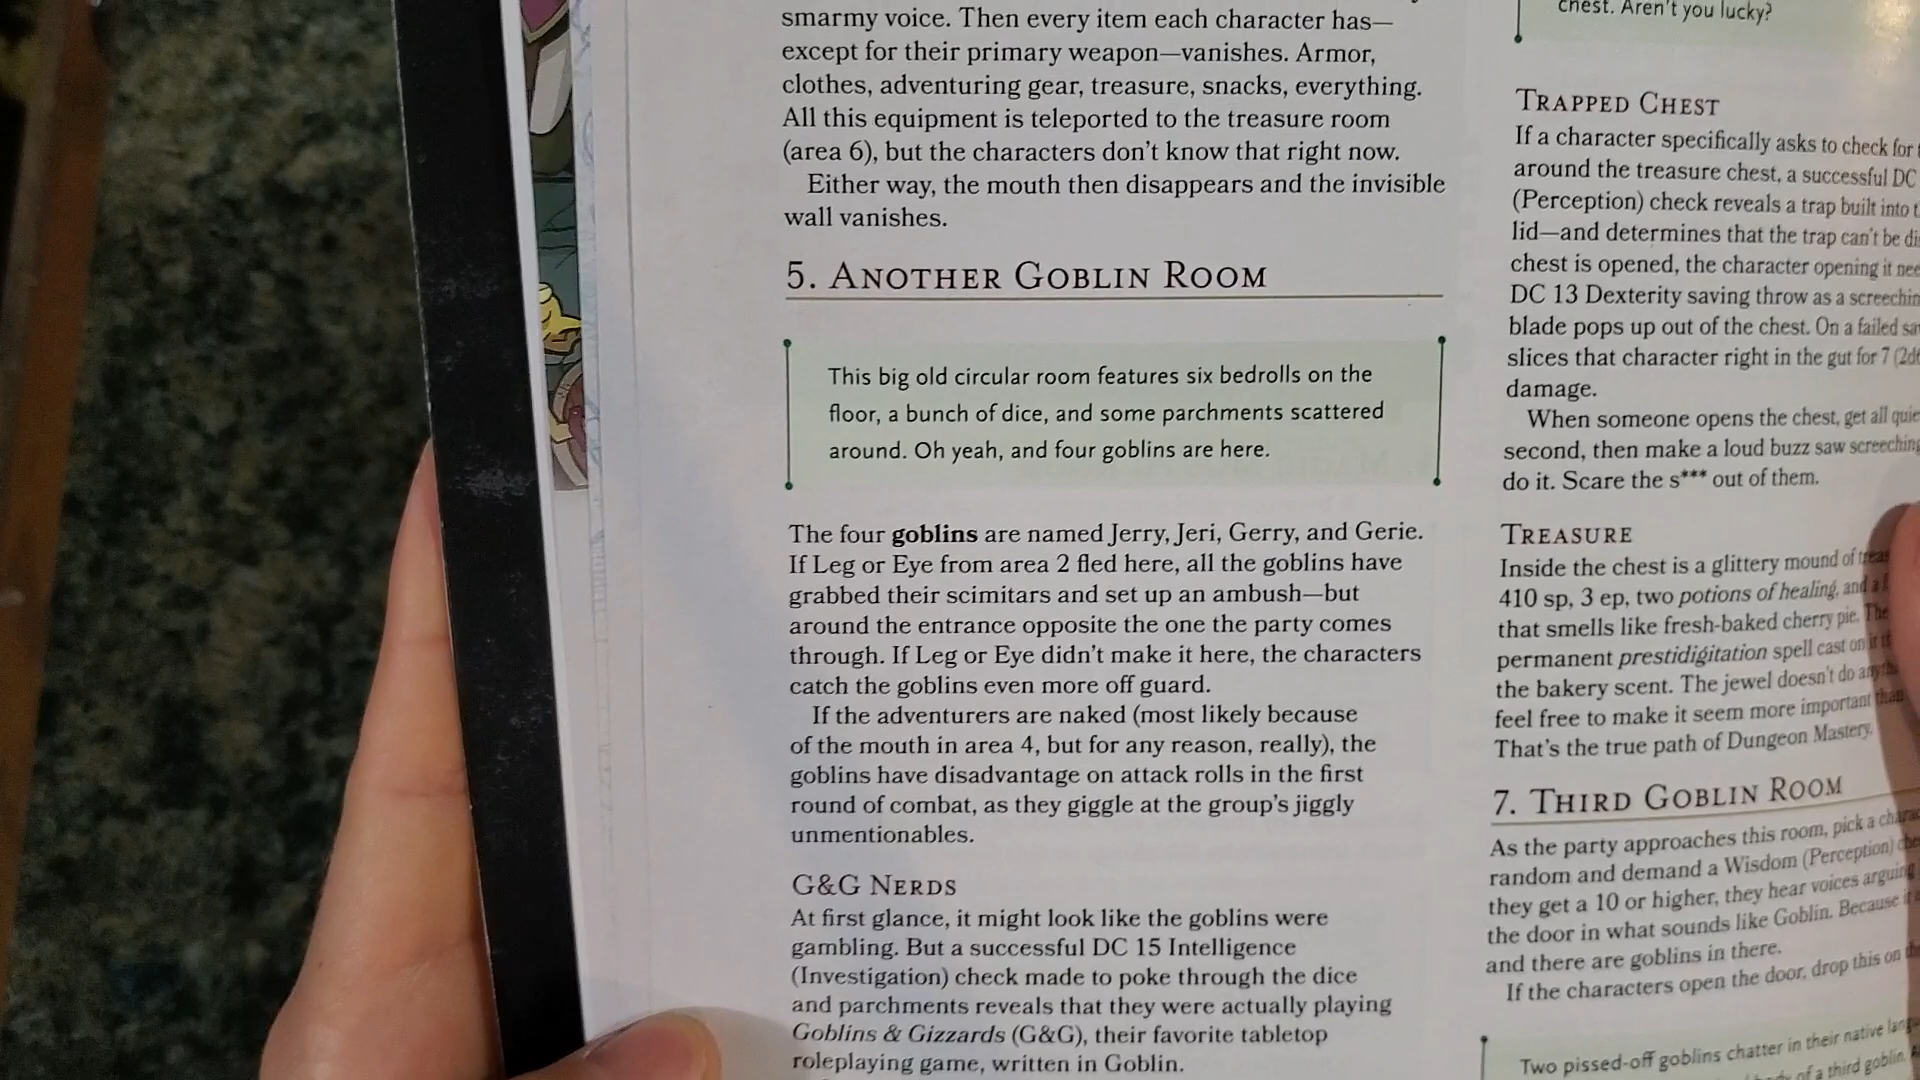 smarmy voice. Then every item each character has—
except for their primary weapon—vanishes. Armor,
clothes, adventuring gear, treasure, snacks, everything.
All this equipment is teleported to the treasure room
(area 6), but the characters don't know that right now.
Either way, the mouth then disappears and the invisible
wall vanishes.
5. ANOTHER GOBLIN ROOM
This big old circular room features six bedrolls on the
floor, a bunch of dice, and some parchments scattered
around. Oh yeah, and four goblins are here.
The four goblins are named Jerry, Jeri, Gerry, and Gerie.
If Leg or Eye from area 2 fled here, all the goblins have
grabbed their scimitars and set up an ambush—but
around the entrance opposite the one the party comes
through. If Leg or Eye didn't make it here, the characters
catch the goblins even more off guard.
If the adventurers are naked (most likely because
of the mouth in area 4, but for any reason, really), the
goblins have disadvantage on attack rolls in the first
round of combat, as they giggle at the group's jiggly
unmentionables.
G&G NERDS
At first glance, it might look like the goblins were
gambling. But a successful DC 15 Intelligence
(Investigation) check made to poke through the dice
and parchments reveals that they were actually playing
Goblins & Gizzards (G&G), their favorite tabletop
roleplaying game, written in Goblin.
chest. Aren't you lucky?
TRAPPED CHEST
If a character specifically asks to check for
around the treasure chest, a successful DC
(Perception) check reveals a trap built into
lid—and determines that the trap can't be
chest is opened, the character opening it
DC 13 Dexterity saving throw as a
blade pops up out of the chest. On a failed
slices that character right in the gut for 7
damage.
When someone opens the chest, get all
second, then make a loud buzz saw screeching
do it. Scare the s*** out of them.
TREASURE
Inside the chest is a glittery mound of
410 sp, 3 ep, two potions of healing, and a
that smells like fresh-baked cherry pie. The
permanent prestidigitation spell cast on it
the bakery scent. The jewel doesn't do
feel free to make it seem more important than
That's the true path of Dungeon Mastery.
7. THIRD GOBLIN ROOM
As the party approaches this room, pick a
random and demand a Wisdom (Perception)
they get a 10 or higher, they hear voices arguing
the door in what sounds like Goblin. Because
and there are goblins in there.
If the characters open the door, drop this on
Two pissed-off goblins chatter in their native
of a third goblin.